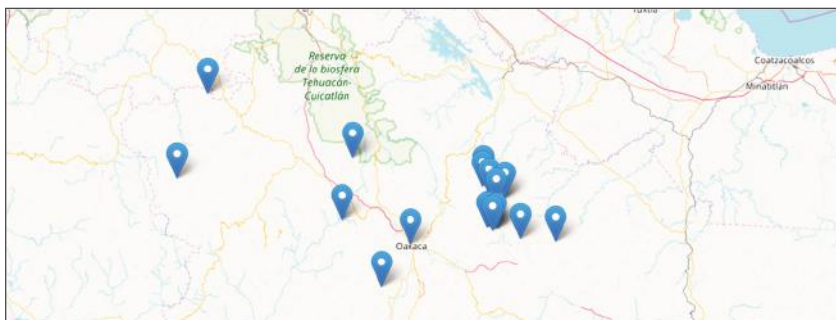 Tuxtla
Reserva
de la biosfera
Tehuacán-
Cuicatlán
Coatzacoalcos
Minatitlán
Oaxaca